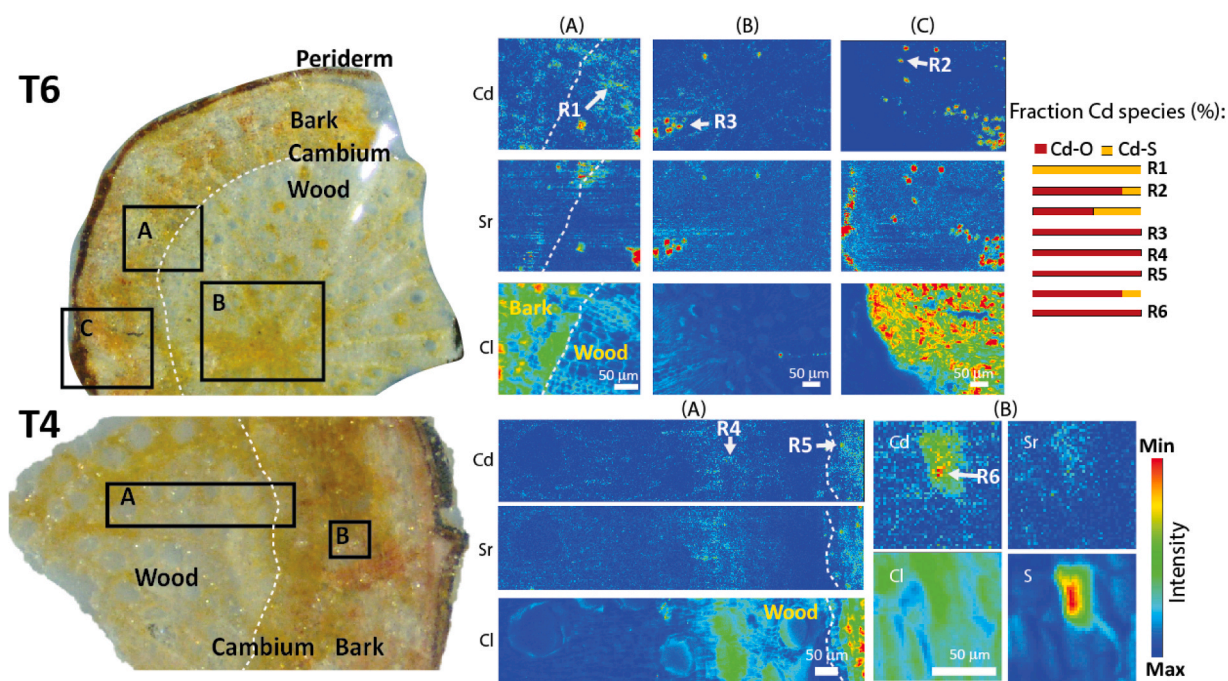 T6
Periderm
Bark
Cambium
Wood
A
B
C
(A) (B) (C)
Cd
R1
R3
R2
Sr
Cl
Bark
Wood
50 μm
50 μm
50 μm
Fraction Cd species (%):
Cd-O Cd-S
R1
R2
R3
R4
R5
R6
T4
A
B
Wood
Cambium Bark
(A) (B)
Cd
R4
R5
Sr
Cl
Wood
50 μm
Cd
R6
Sr
Cl
50 μm
S
Min
Intensity
Max